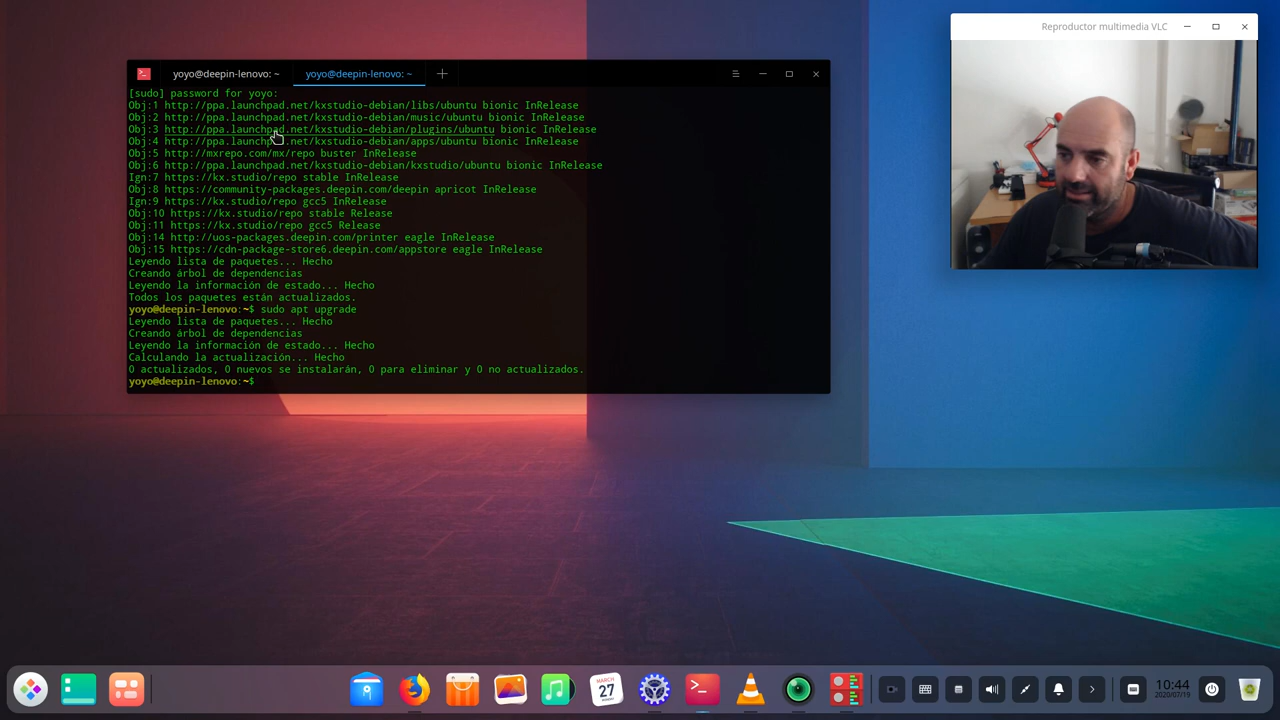 Reproductor multimedia VLC
yoyo@deepin-lenovo: ~
yoyo@deepin-lenovo: ~
[sudo] password for yoyo:
Obj:1 http://ppa.launchpad.net/kxstudio-debian/libs/ubuntu bionic InRelease
Obj:2 http://ppa.launchpad.net/kxstudio-debian/music/ubuntu bionic InRelease
Obj:3 http://ppa.launchpad.net/kxstudio-debian/plugins/ubuntu bionic InRelease
Obj:4 http://ppa.launchpad.net/kxstudio-debian/apps/ubuntu bionic InRelease
Obj:5 http://mxrepo.com/mx/repo buster InRelease
Obj:6 http://ppa.launchpad.net/kxstudio-debian/kxstudio/ubuntu bionic InRelease
Ign:7 https://kx.studio/repo stable InRelease
Obj:8 https://community-packages.deepin.com/deepin apricot InRelease
Ign:9 https://kx.studio/repo gcc5 InRelease
Obj:10 https://kx.studio/repo stable Release
Obj:11 https://kx.studio/repo gcc5 Release
Obj:14 http://uos-packages.deepin.com/printer eagle InRelease
Obj:15 https://cdn-package-store6.deepin.com/appstore eagle InRelease
Leyendo lista de paquetes... Hecho
Creando árbol de dependencias
Leyendo la información de estado... Hecho
Todos los paquetes están actualizados.
yoyo@deepin-lenovo:~$ sudo apt upgrade
Leyendo lista de paquetes... Hecho
Creando árbol de dependencias
Leyendo la información de estado... Hecho
Calculando la actualización... Hecho
0 actualizados, 0 nuevos se instalarán, 0 para eliminar y 0 no actualizados.
yoyo@deepin-lenovo:~$
MARCH
27
10:44
2020/07/19